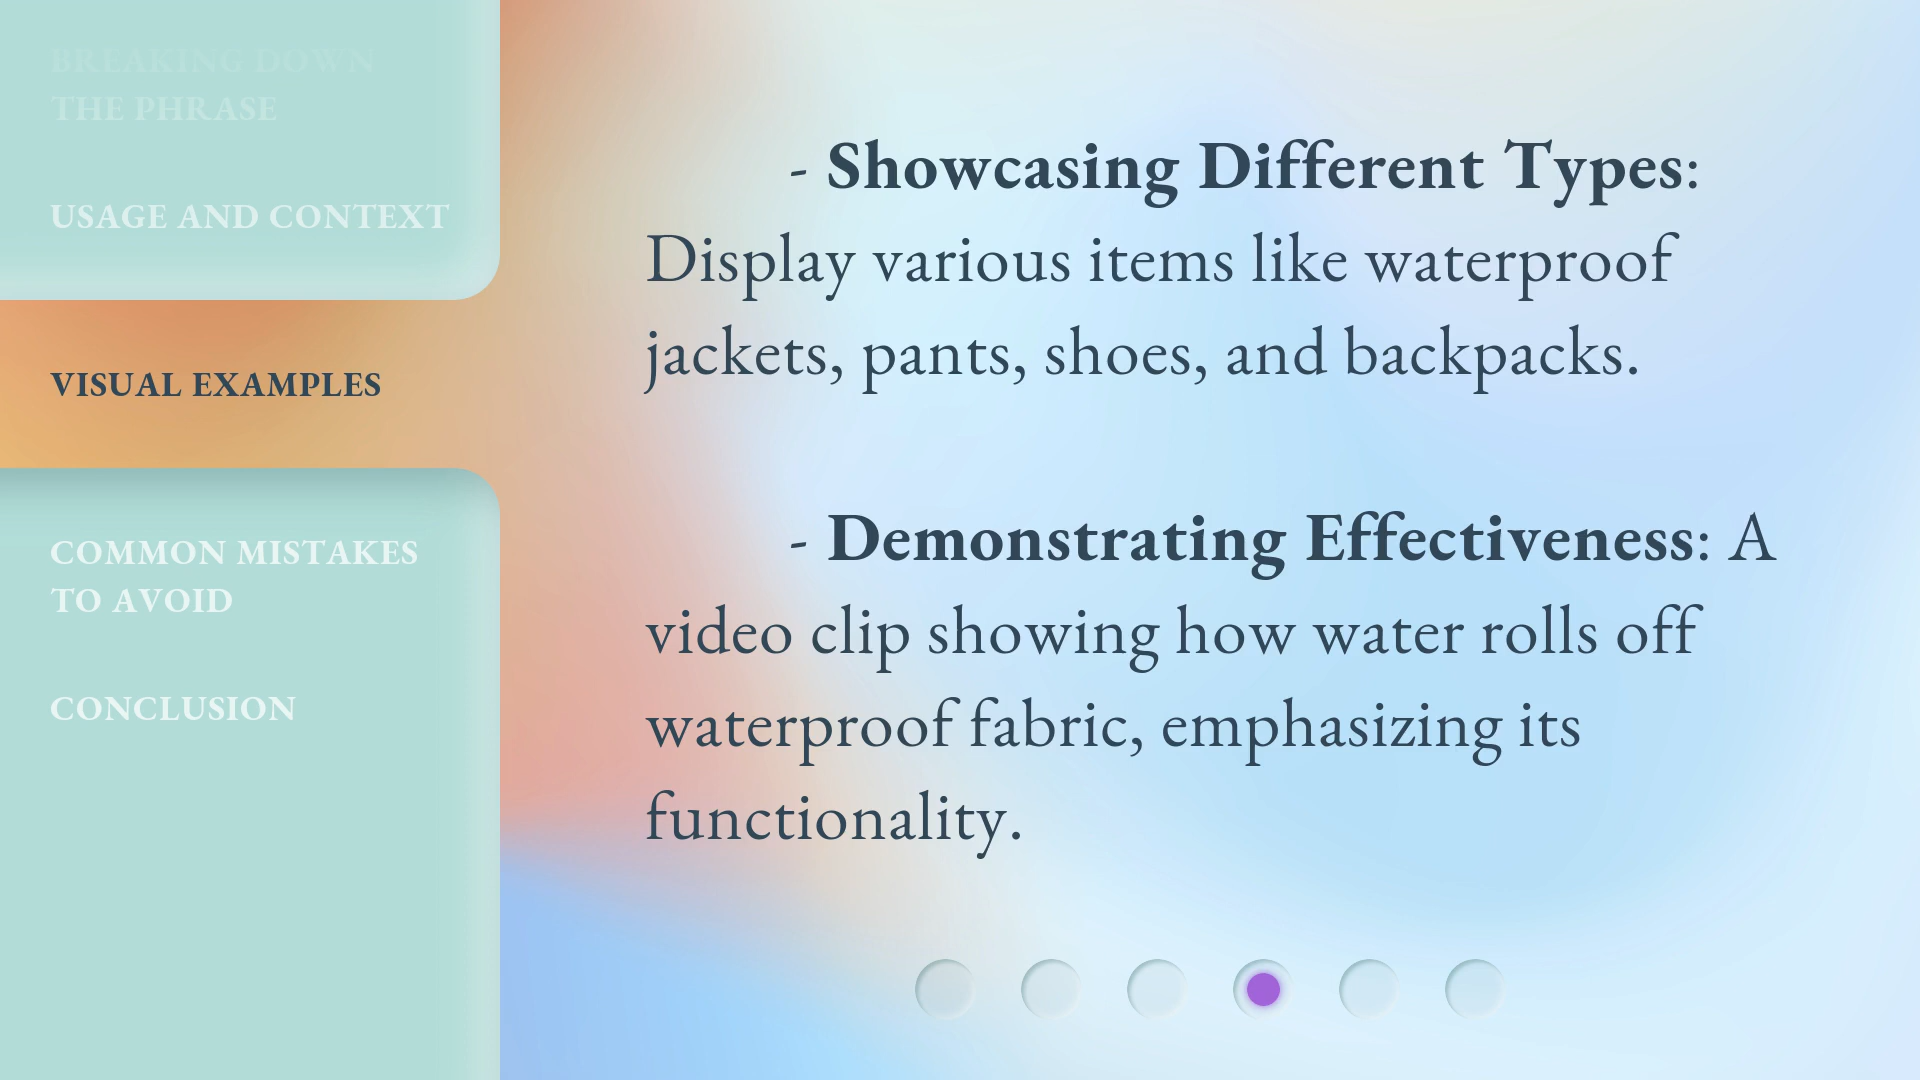 BREAKING DOWN
THE PHRASE
USAGE AND CONTEXT
VISUAL EXAMPLES
COMMON MISTAKES
TO AVOID
CONCLUSION
- Showcasing Different Types:
Display various items like waterproof
jackets, pants, shoes, and backpacks.
- Demonstrating Effectiveness: A
video clip showing how water rolls off
waterproof fabric, emphasizing its
functionality.